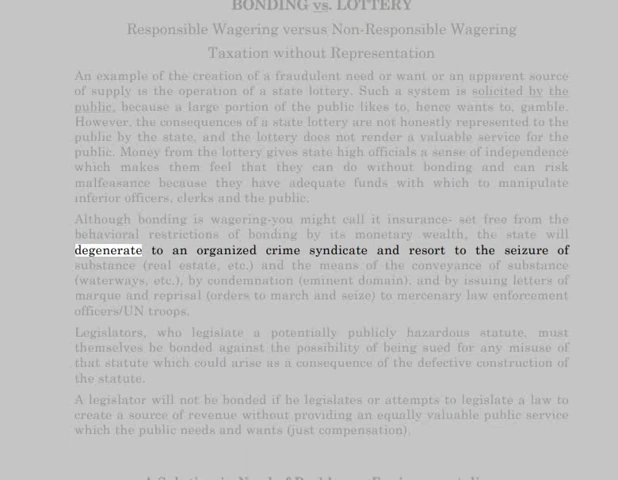 BONDING vs. LOTTERY
Responsible Wagering versus Non-Responsible Wagering
Taxation without Representation
An example of the creation of a fraudulent need or want or an apparent source
of supply is the operation of a state lottery. Such a system is solicited by the
public, because a large portion of the public likes to, hence wants to, gamble.
However, the consequences of a state lottery are not honestly represented to the
public by the state, and the lottery does not render a valuable service for the
public. Money from the lottery gives state high officials a sense of independence
which makes them feel that they can do without bonding and can risk
malfeasance because they have adequate funds with which to manipulate
inferior officers, clerks and the public.
Although bonding is wagering-you might call it insurance- set free from the
behavioral restrictions of bonding by its monetary wealth, the state will
degenerate to an organized crime syndicate and resort to the seizure of
substance (real estate, etc.) and the means of the conveyance of substance
(waterways, etc.), by condemnation (eminent domain), and by issuing letters of
marque and reprisal (orders to march and seize) to mercenary law enforcement
officers/UN troops.
Legislators, who legislate a potentially publicly hazardous statute, must
themselves be bonded against the possibility of being sued for any misuse of
that statute which could arise as a consequence of the defective construction of
the statute.
A legislator will not be bonded if he legislates or attempts to legislate a law to
create a source of revenue without providing an equally valuable public service
which the public needs and wants (just compensation).